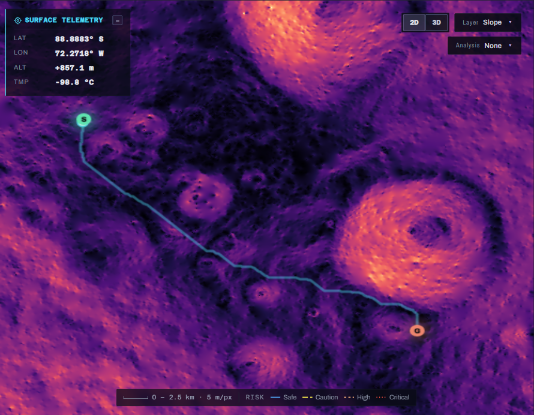 SURFACE TELEMETRY −
LAT 88.8883° S
LON 72.2718° W
ALT +857.1 m
TMP -98.8 °C
2D 3D
Layer Slope
Analysis None
S
G
0 – 2.5 km · 5 m/px RISK Safe Caution High Critical